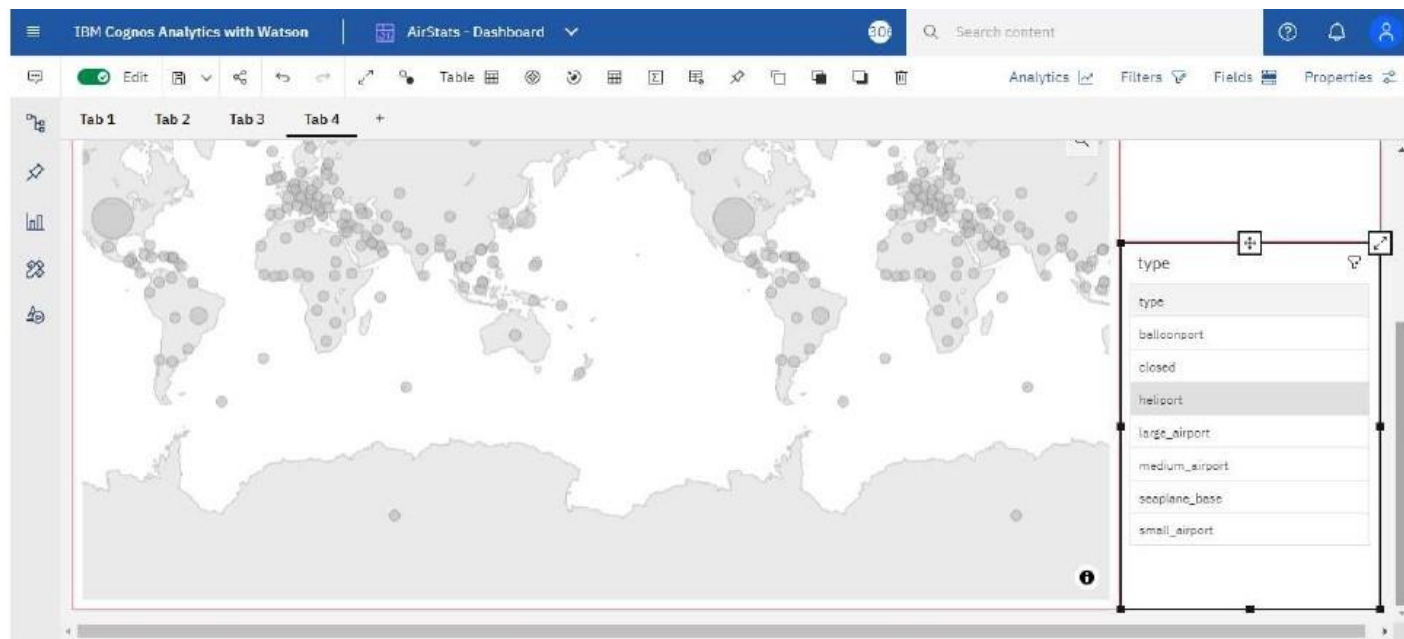 IBM Cognos Analytics with Watson
AirStats - Dashboard
Search content
Edit
Table
Analytics
Filters
Fields
Properties
Tab 1
Tab 2
Tab 3
Tab 4
type
type
balloonport
closed
heliport
large_airport
medium_airport
seaplane_base
small_airport